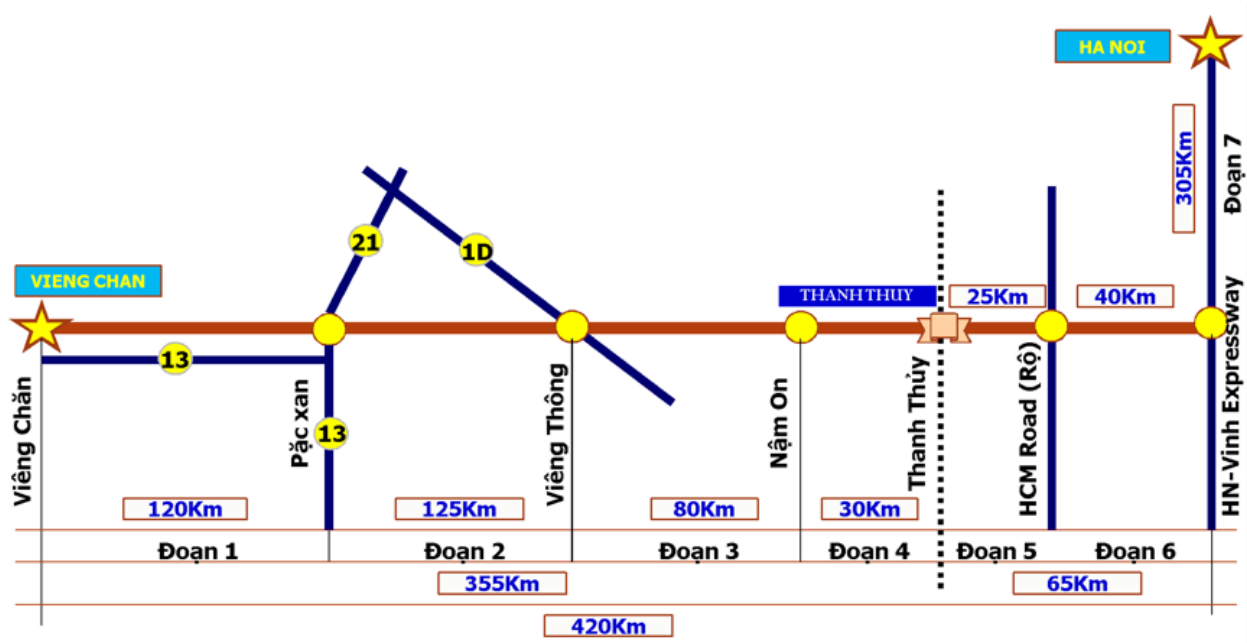 HA NOI
305Km
Đoạn 7
21
1D
VIENG CHAN
THANH THUY
25Km
40Km
13
13
Viêng Chăn
Pặc xan
Viêng Thông
Nậm On
Thanh Thủy
HCM Road (Rộ)
HN-Vinh Expressway
120Km
125Km
80Km
30Km
Đoạn 1
Đoạn 2
Đoạn 3
Đoạn 4
Đoạn 5
Đoạn 6
355Km
65Km
420Km